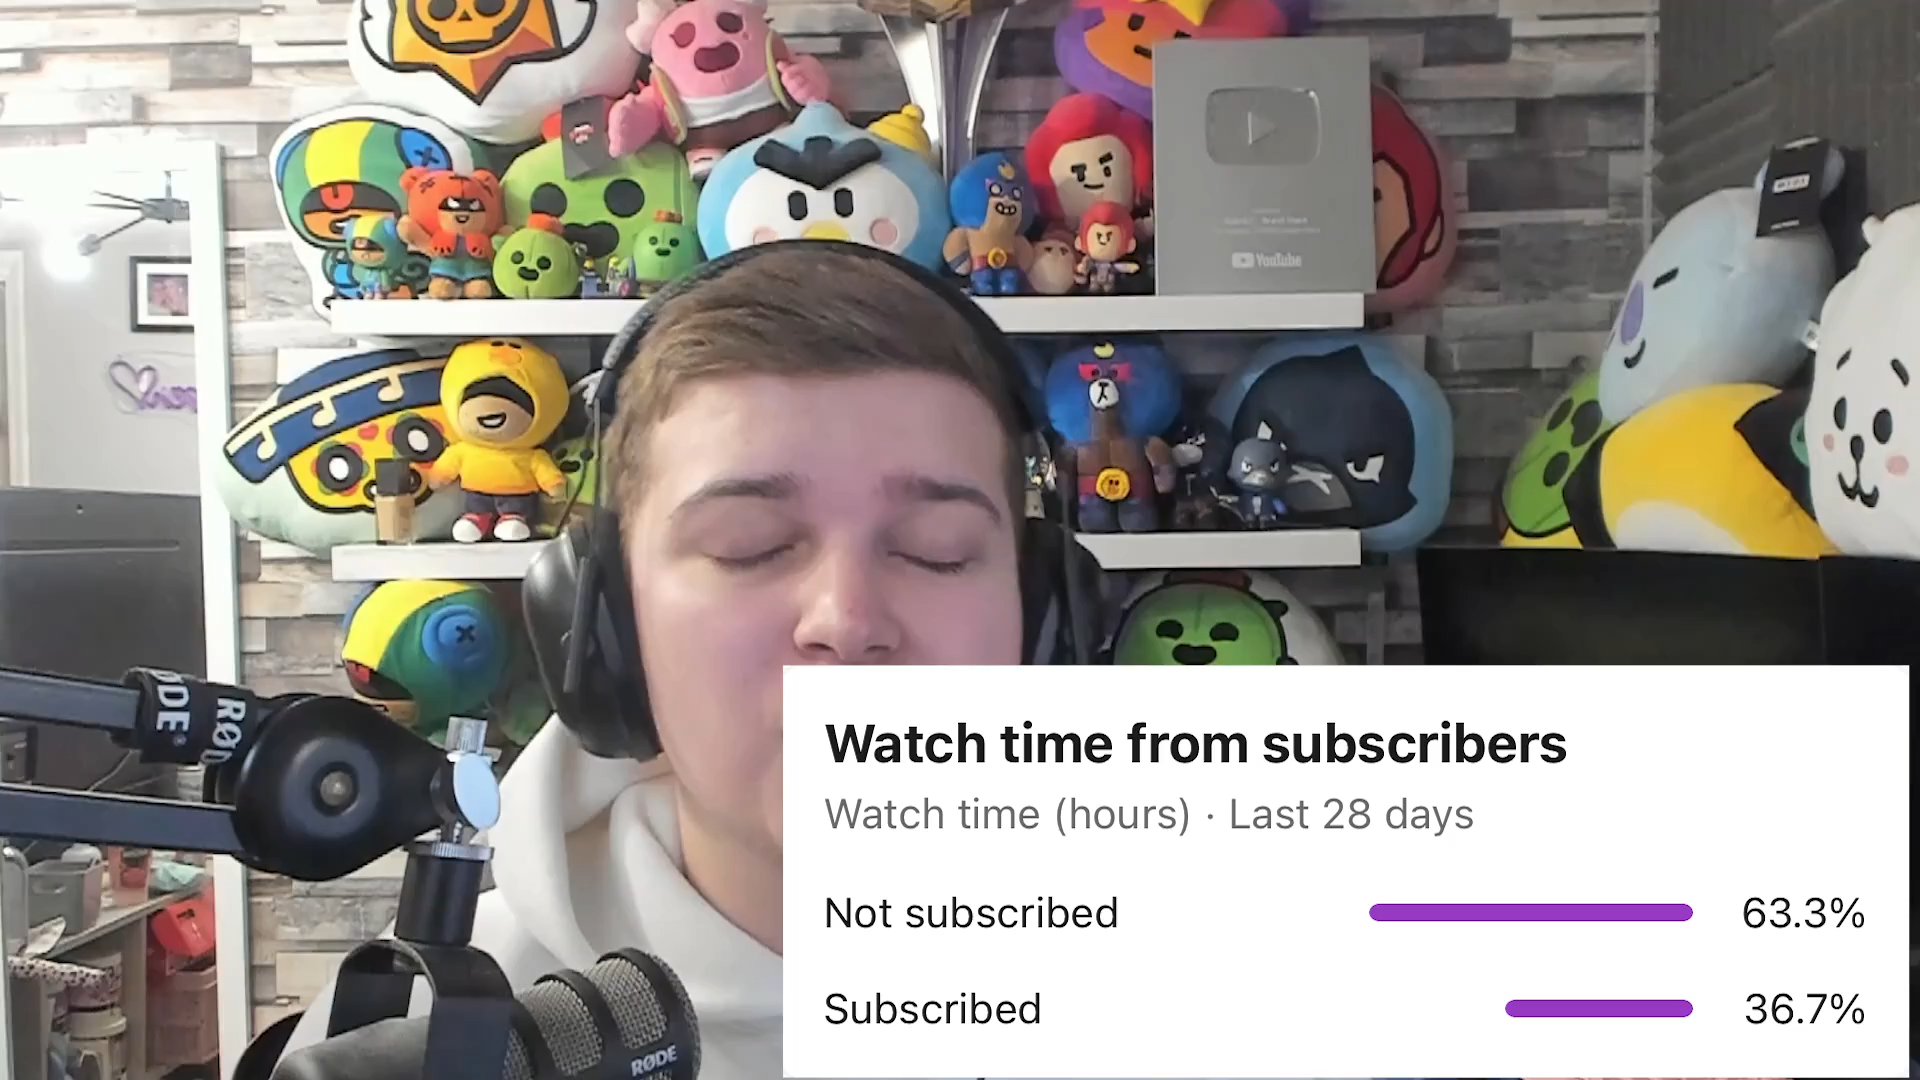 YouTube
RØDE
RØDE
Watch time from subscribers
Watch time (hours) · Last 28 days
Not subscribed 63.3%
Subscribed 36.7%
RØDE